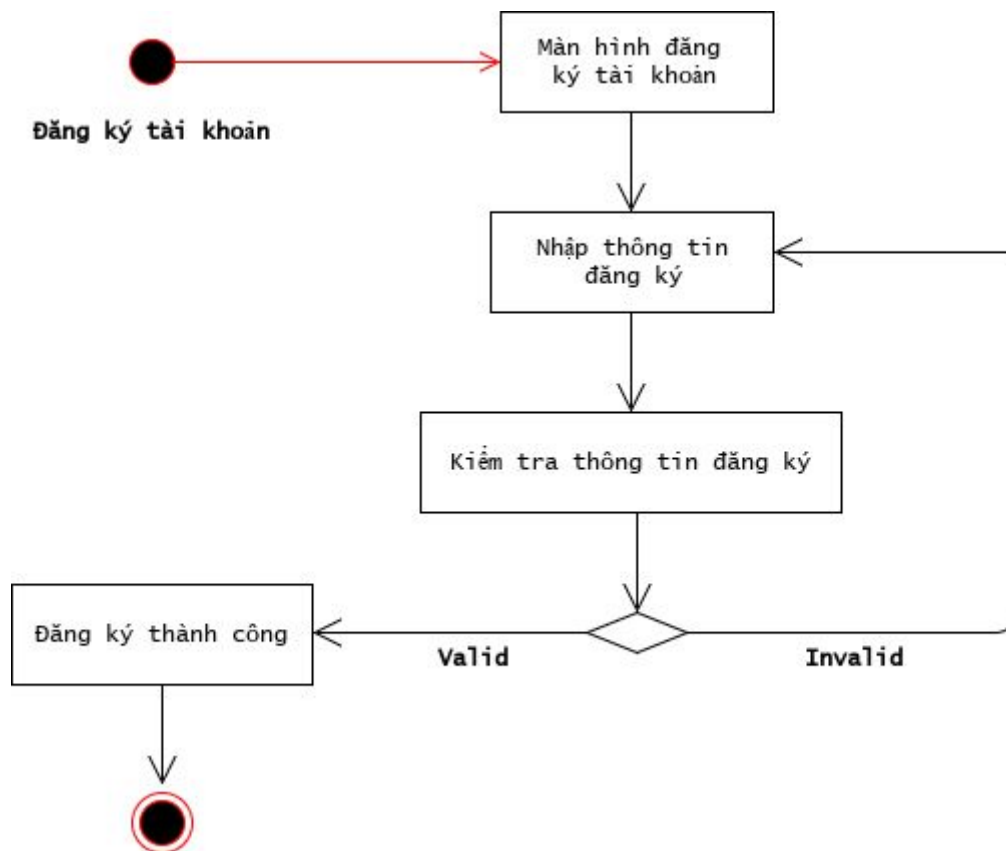 Màn hình đăng
ký tài khoản
Đăng ký tài khoản
Nhập thông tin
đăng ký
Kiểm tra thông tin đăng ký
Đăng ký thành công
Valid
Invalid